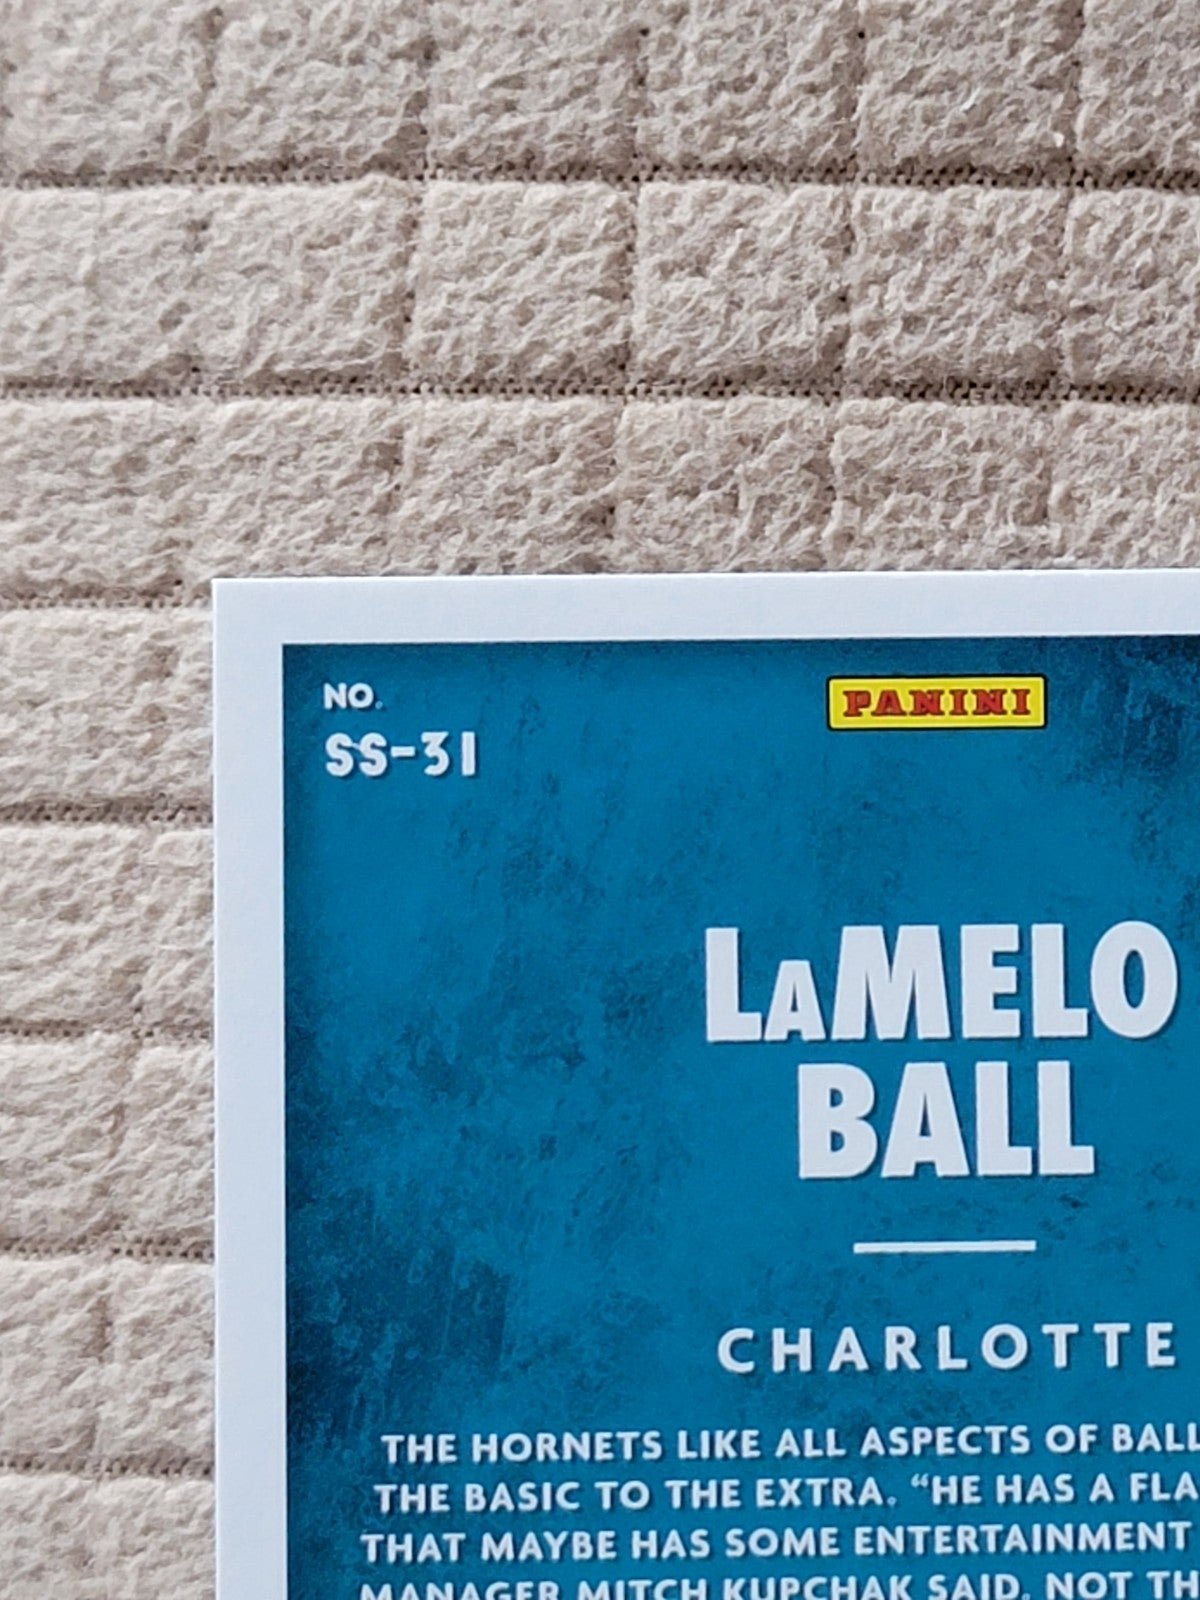 NO.
PANINI
SS-31
LaMELO
BALL
CHARLOTTE
THE HORNETS LIKE ALL ASPECTS OF BALL
THE BASIC TO THE EXTRA. “HE HAS A FLA
THAT MAYBE HAS SOME ENTERTAINMENT
MANAGER MITCH KUPCHAK SAID. NOT TH